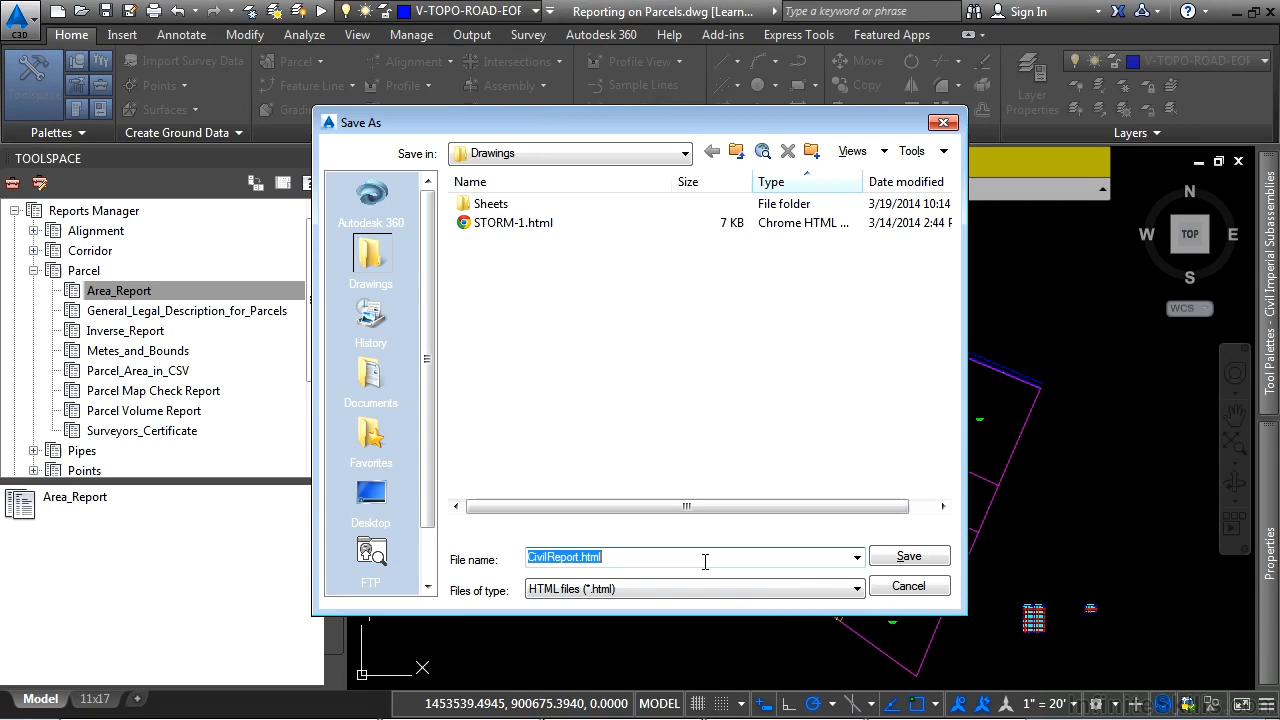 C3D
V-TOPO-ROAD-EOF
Reporting on Parcels.dwg [Learn...
Type a keyword or phrase
Sign In
Home Insert Annotate Modify Analyze View Manage Output Survey Autodesk 360 Help Add-ins Express Tools Featured Apps
Toolspace
Import Survey Data
Points
Surfaces
Parcel
Feature Line
Alignment
Profile
Intersections
Assembly
Profile View
Sample Lines
Move
Copy
Layer
Properties
V-TOPO-ROAD-EOF
Palettes
Create Ground Data
Layers
TOOLSPACE
Reports Manager
Alignment
Corridor
Parcel
Area_Report
General_Legal_Description_for_Parcels
Inverse_Report
Metes_and_Bounds
Parcel_Area_in_CSV
Parcel Map Check Report
Parcel Volume Report
Surveyors_Certificate
Pipes
Points
Area_Report
Save As
Save in:
Drawings
Views
Tools
Name Size Type Date modified
Sheets File folder 3/19/2014 10:14
STORM-1.html 7 KB Chrome HTML ... 3/14/2014 2:44
Autodesk 360
Drawings
History
Documents
Favorites
Desktop
FTP
File name:
CivilReport.html
Save
Files of type:
HTML files (*.html)
Cancel
N
W
TOP
E
S
WCS
Tool Palettes - Civil Imperial Subassemblies
Properties
X
Model
11x17
MODEL
1" = 20'